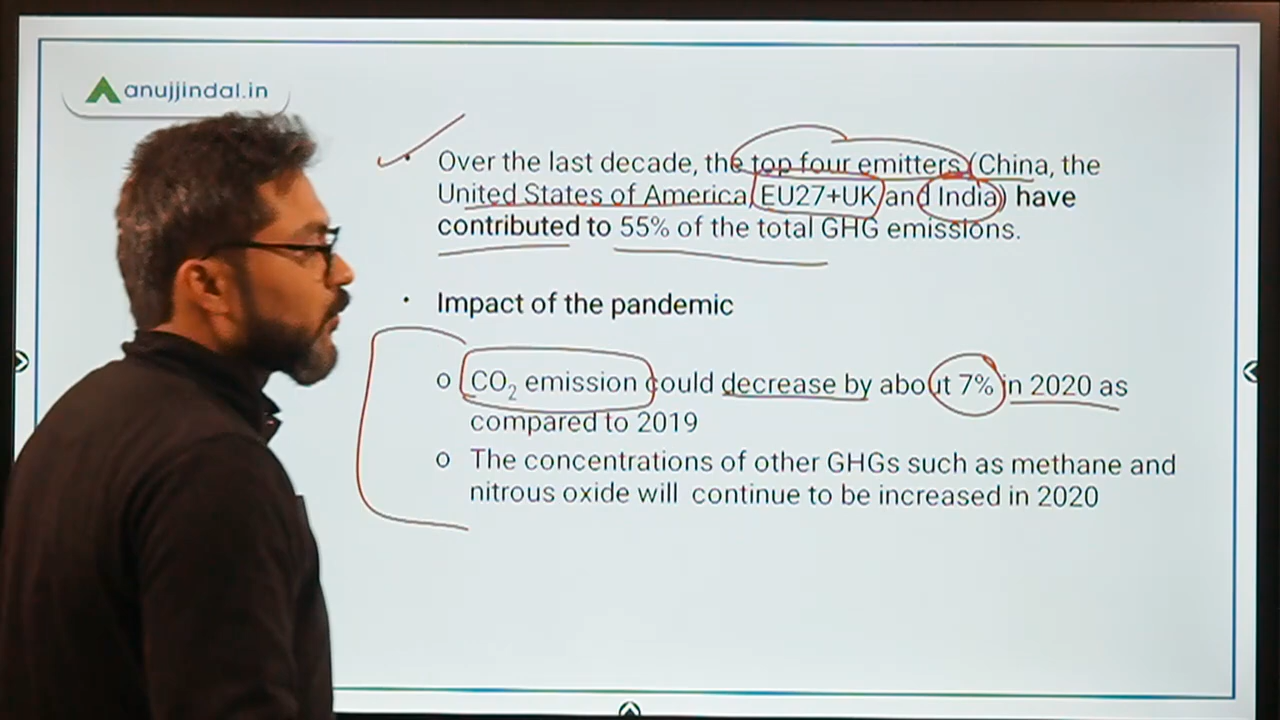 anujjindal.in
• Over the last decade, the top four emitters (China, the
United States of America, EU27+UK and India) have
contributed to 55% of the total GHG emissions.
• Impact of the pandemic
o CO₂ emission could decrease by about 7% in 2020 as
compared to 2019
o The concentrations of other GHGs such as methane and
nitrous oxide will continue to be increased in 2020